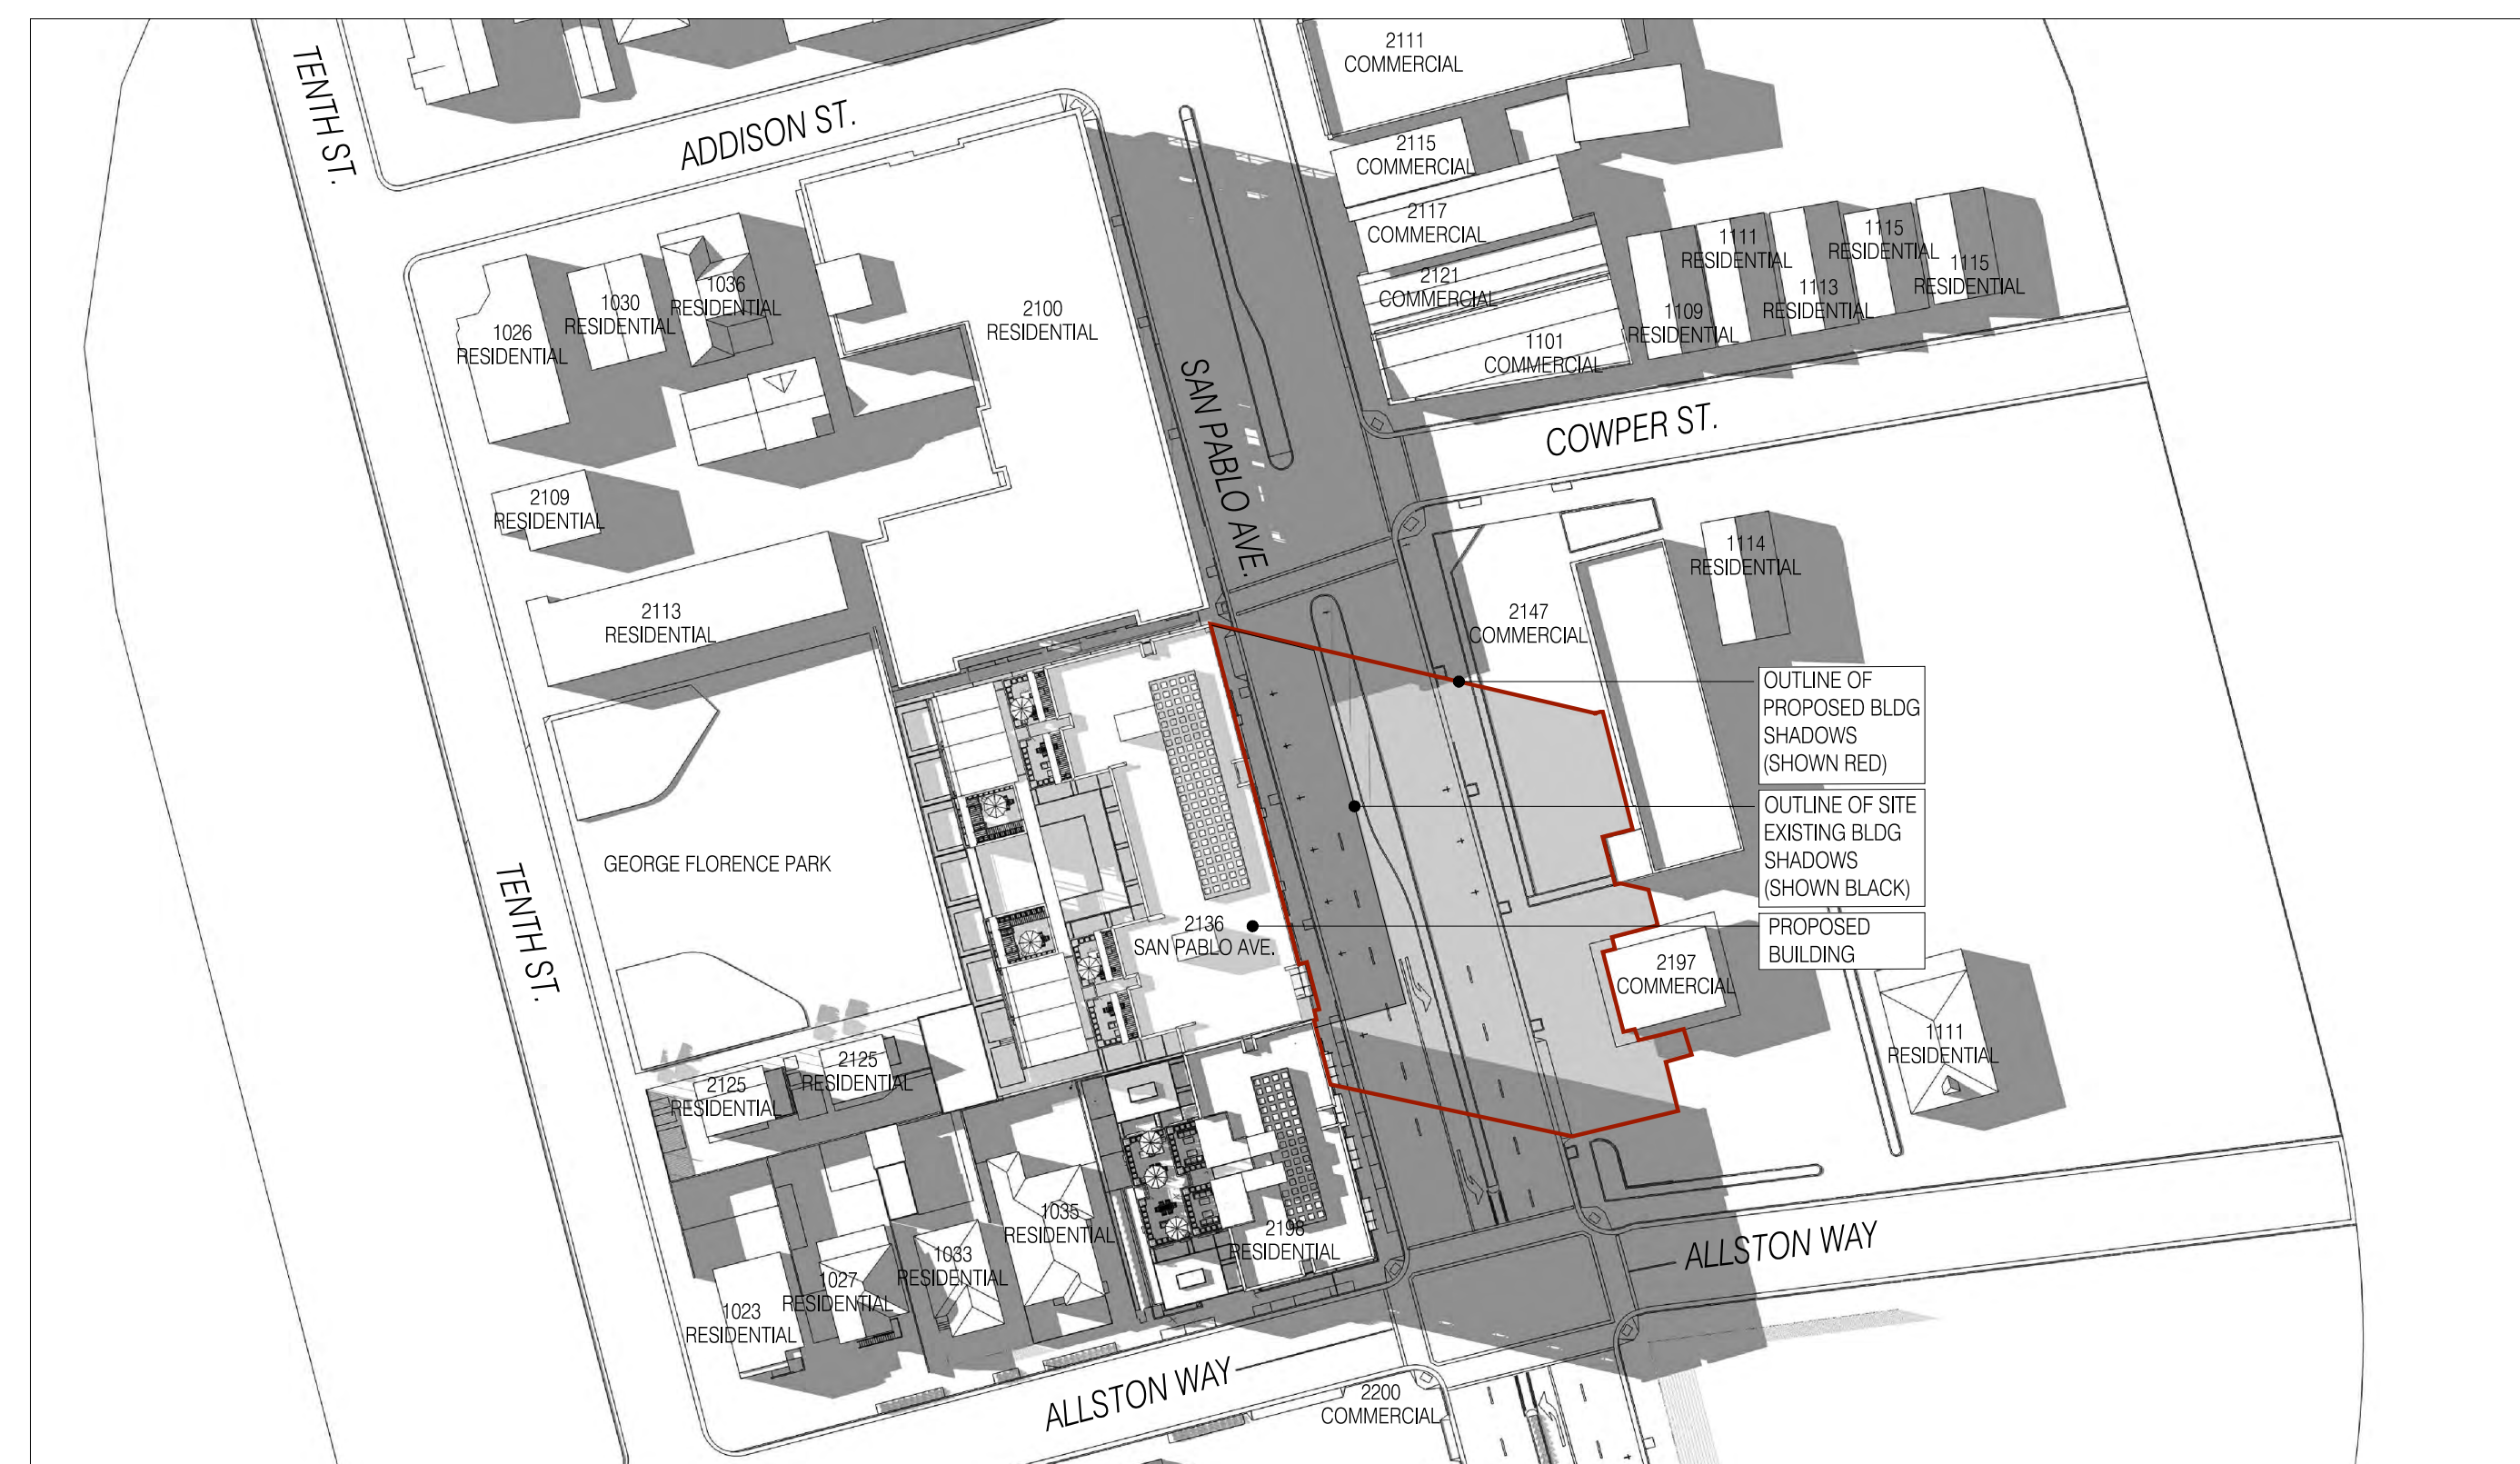 TENTH ST.
ADDISON ST.
2111
COMMERCIAL
2115
COMMERCIAL
2117
COMMERCIAL
2121
COMMERCIAL
1101
COMMERCIAL
1109
RESIDENTIAL
1111
RESIDENTIAL
1113
RESIDENTIAL
1115
RESIDENTIAL
1115
RESIDENTIAL
1026
RESIDENTIAL
1030
RESIDENTIAL
1036
RESIDENTIAL
2100
RESIDENTIAL
SAN PABLO AVE.
COWPER ST.
2109
RESIDENTIAL
2113
RESIDENTIAL
2147
COMMERCIAL
1114
RESIDENTIAL
OUTLINE OF
PROPOSED BLDG
SHADOWS
(SHOWN RED)
OUTLINE OF SITE
EXISTING BLDG
SHADOWS
(SHOWN BLACK)
PROPOSED
BUILDING
GEORGE FLORENCE PARK
TENTH ST.
2136
SAN PABLO AVE.
2197
COMMERCIAL
1111
RESIDENTIAL
2125
RESIDENTIAL
2125
RESIDENTIAL
1023
RESIDENTIAL
1027
RESIDENTIAL
1033
RESIDENTIAL
1035
RESIDENTIAL
2198
RESIDENTIAL
ALLSTON WAY
ALLSTON WAY
2200
COMMERCIAL